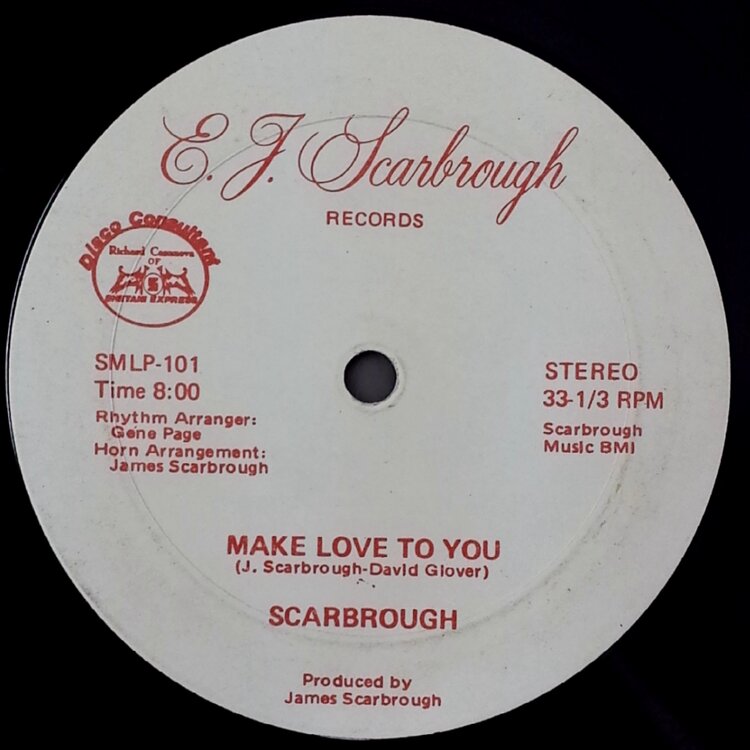 E. J. Scarbrough
RECORDS
Disco Consultant
Richard Casanova
OF
S
SMLP-101
Time 8:00
Rhythm Arranger:
Gene Page
Horn Arrangement:
James Scarbrough
STEREO
33-1/3 RPM
Scarbrough
Music BMI
MAKE LOVE TO YOU
(J. Scarbrough-David Glover)
SCARBROUGH
Produced by
James Scarbrough